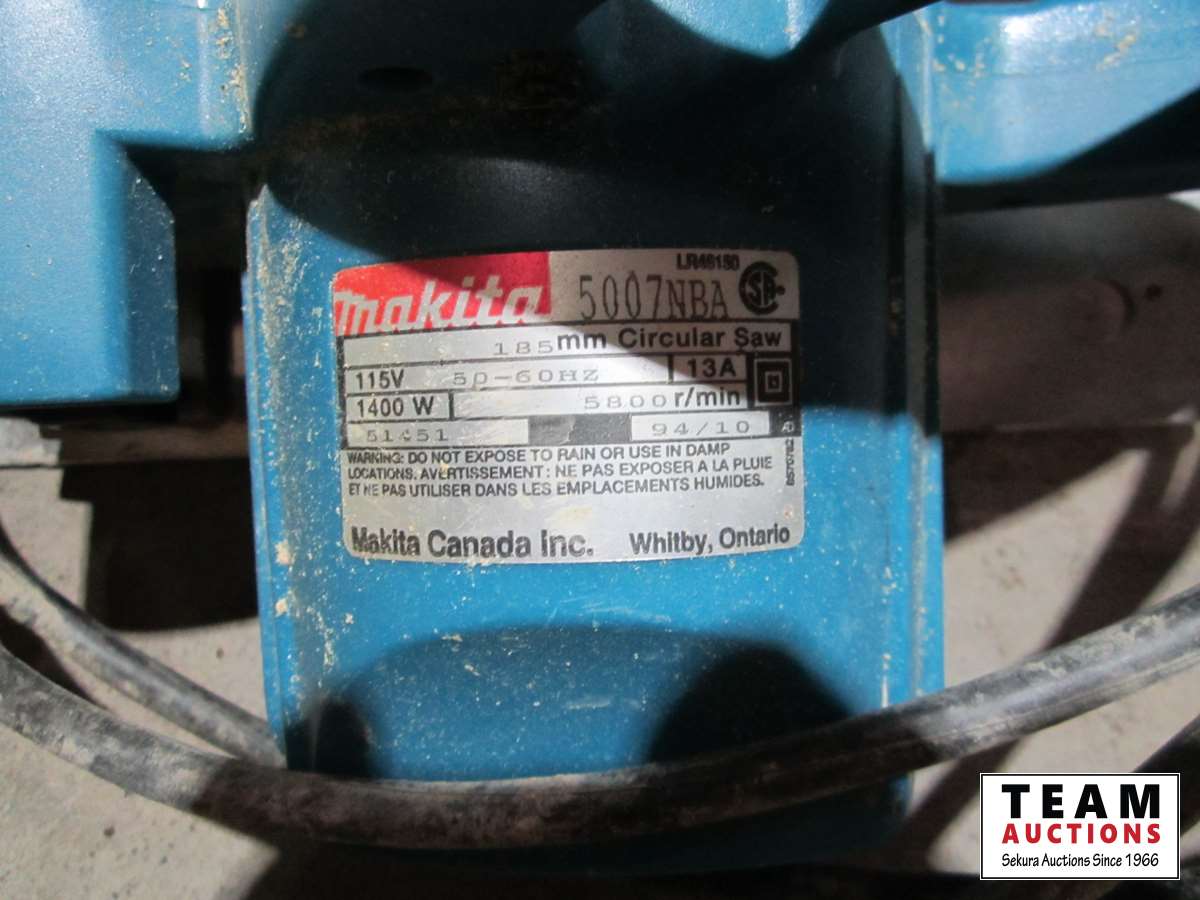 LR46150
makita 5007NBA
185mm Circular Saw
115V 50-60HZ 13A
1400 W 5800r/min
94/10
WARNING: DO NOT EXPOSE TO RAIN OR USE IN DAMP
LOCATIONS. AVERTISSEMENT : NE PAS EXPOSER A LA PLUIE
ET NE PAS UTILISER DANS LES EMPLACEMENTS HUMIDES.
Makita Canada Inc. Whitby, Ontario
TEAM
AUCTIONS
Sekura Auctions Since 1966